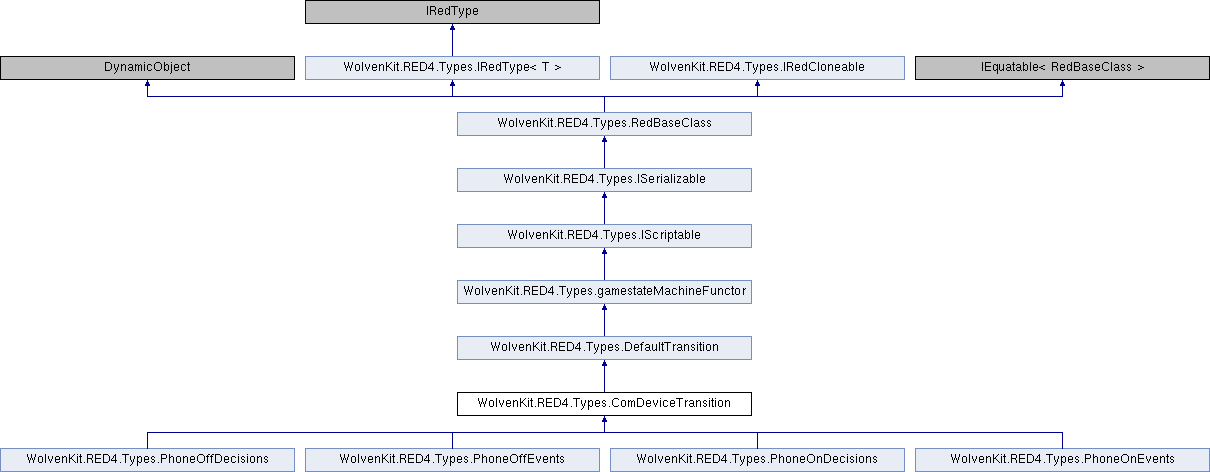 IRedType
DynamicObject
WolvenKit.RED4.Types.IRedType< T >
WolvenKit.RED4.Types.IRedCloneable
IEquatable< RedBaseClass >
WolvenKit.RED4.Types.RedBaseClass
WolvenKit.RED4.Types.ISerializable
WolvenKit.RED4.Types.IScriptable
WolvenKit.RED4.Types.gamestateMachineFunctor
WolvenKit.RED4.Types.DefaultTransition
WolvenKit.RED4.Types.ComDeviceTransition
WolvenKit.RED4.Types.PhoneOffDecisions
WolvenKit.RED4.Types.PhoneOffEvents
WolvenKit.RED4.Types.PhoneOnDecisions
WolvenKit.RED4.Types.PhoneOnEvents